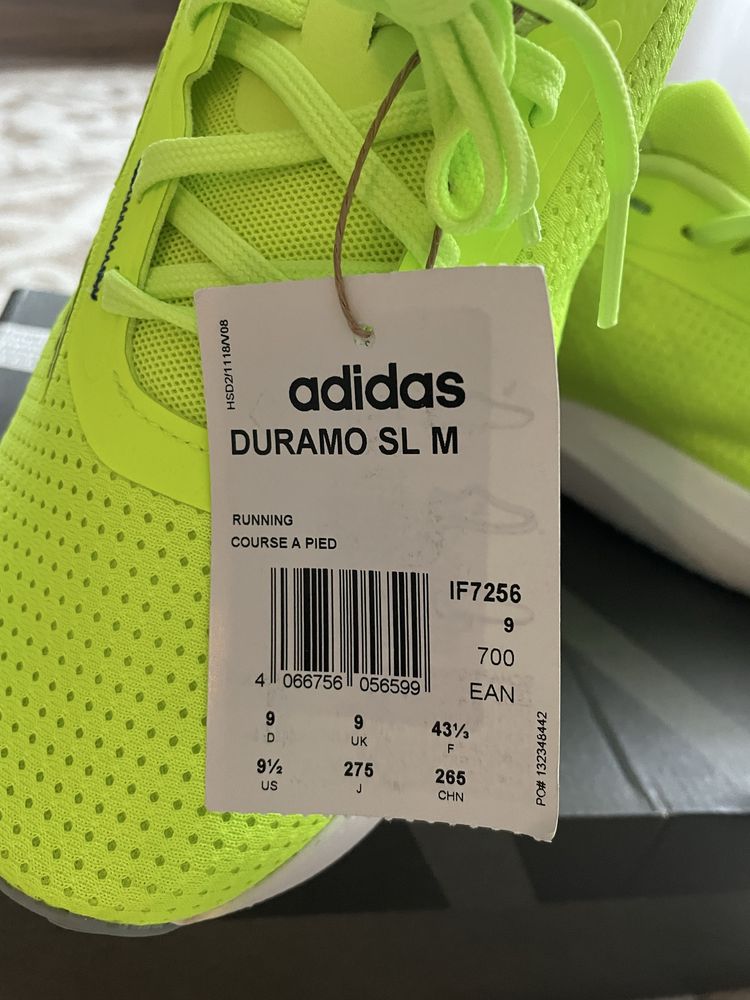 HSD2/1118/V08
adidas
DURAMO SL M
RUNNING
COURSE A PIED
IF7256
9
700
EAN
4 066756 056599
9 9 43⅓
D UK F
9½ 275 265
US J CHN
PO# 132348442